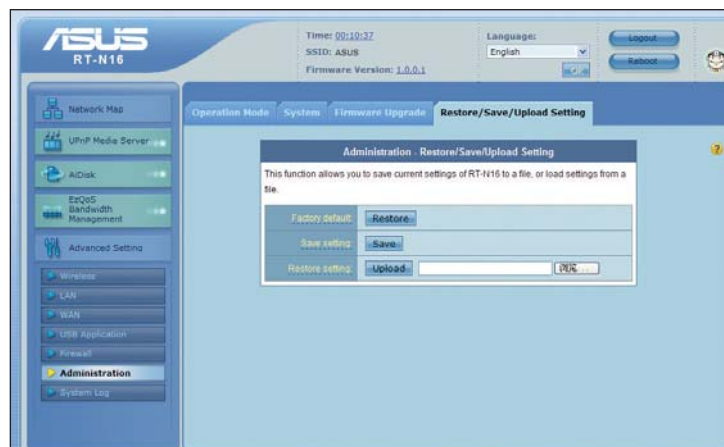 ASUS
RT-N16
Time: 00:10:37
SSID: ASUS
Firmware Version: 1.0.0.1
Language:
English
Logout
Reboot
Network Map
UPnP Media Server
AiDisk
EzQoS
Bandwidth
Management
Advanced Setting
Wireless
LAN
WAN
USB Application
Firewall
Administration
System Log
Operation Mode
System
Firmware Upgrade
Restore/Save/Upload Setting
Administration - Restore/Save/Upload Setting
This function allows you to save current settings of RT-N16 to a file, or load settings from a
file.
Factory default:
Restore
Save setting:
Save
Restore setting:
Upload
?